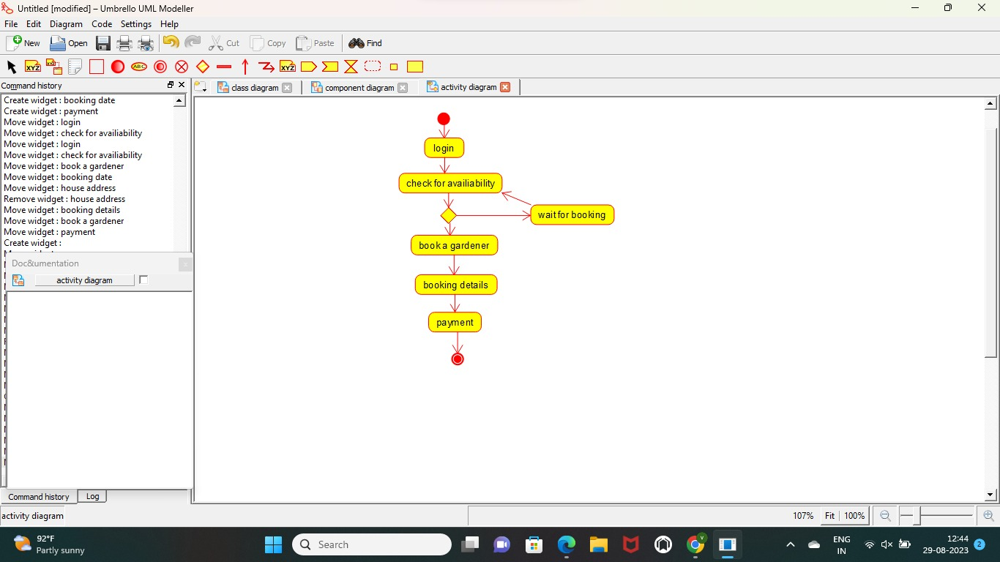 Untitled [modified] – Umbrello UML Modeller
File Edit Diagram Code Settings Help
New Open Cut Copy Paste Find
XYZ XYZ ABC XYZ
Command history
class diagram component diagram activity diagram
Create widget : booking date
Create widget : payment
Move widget : login
Move widget : check for availiability
Move widget : login
Move widget : check for availiability
Move widget : book a gardener
Move widget : booking date
Move widget : house address
Remove widget : house address
Move widget : booking details
Move widget : book a gardener
Move widget : payment
Create widget :
Doc&umentation
activity diagram
login
check for availiability
wait for booking
book a gardener
booking details
payment
Command history Log
activity diagram
107% Fit 100%
92°F
Partly sunny
Search
V
ENG
IN
12:44
29-08-2023
2